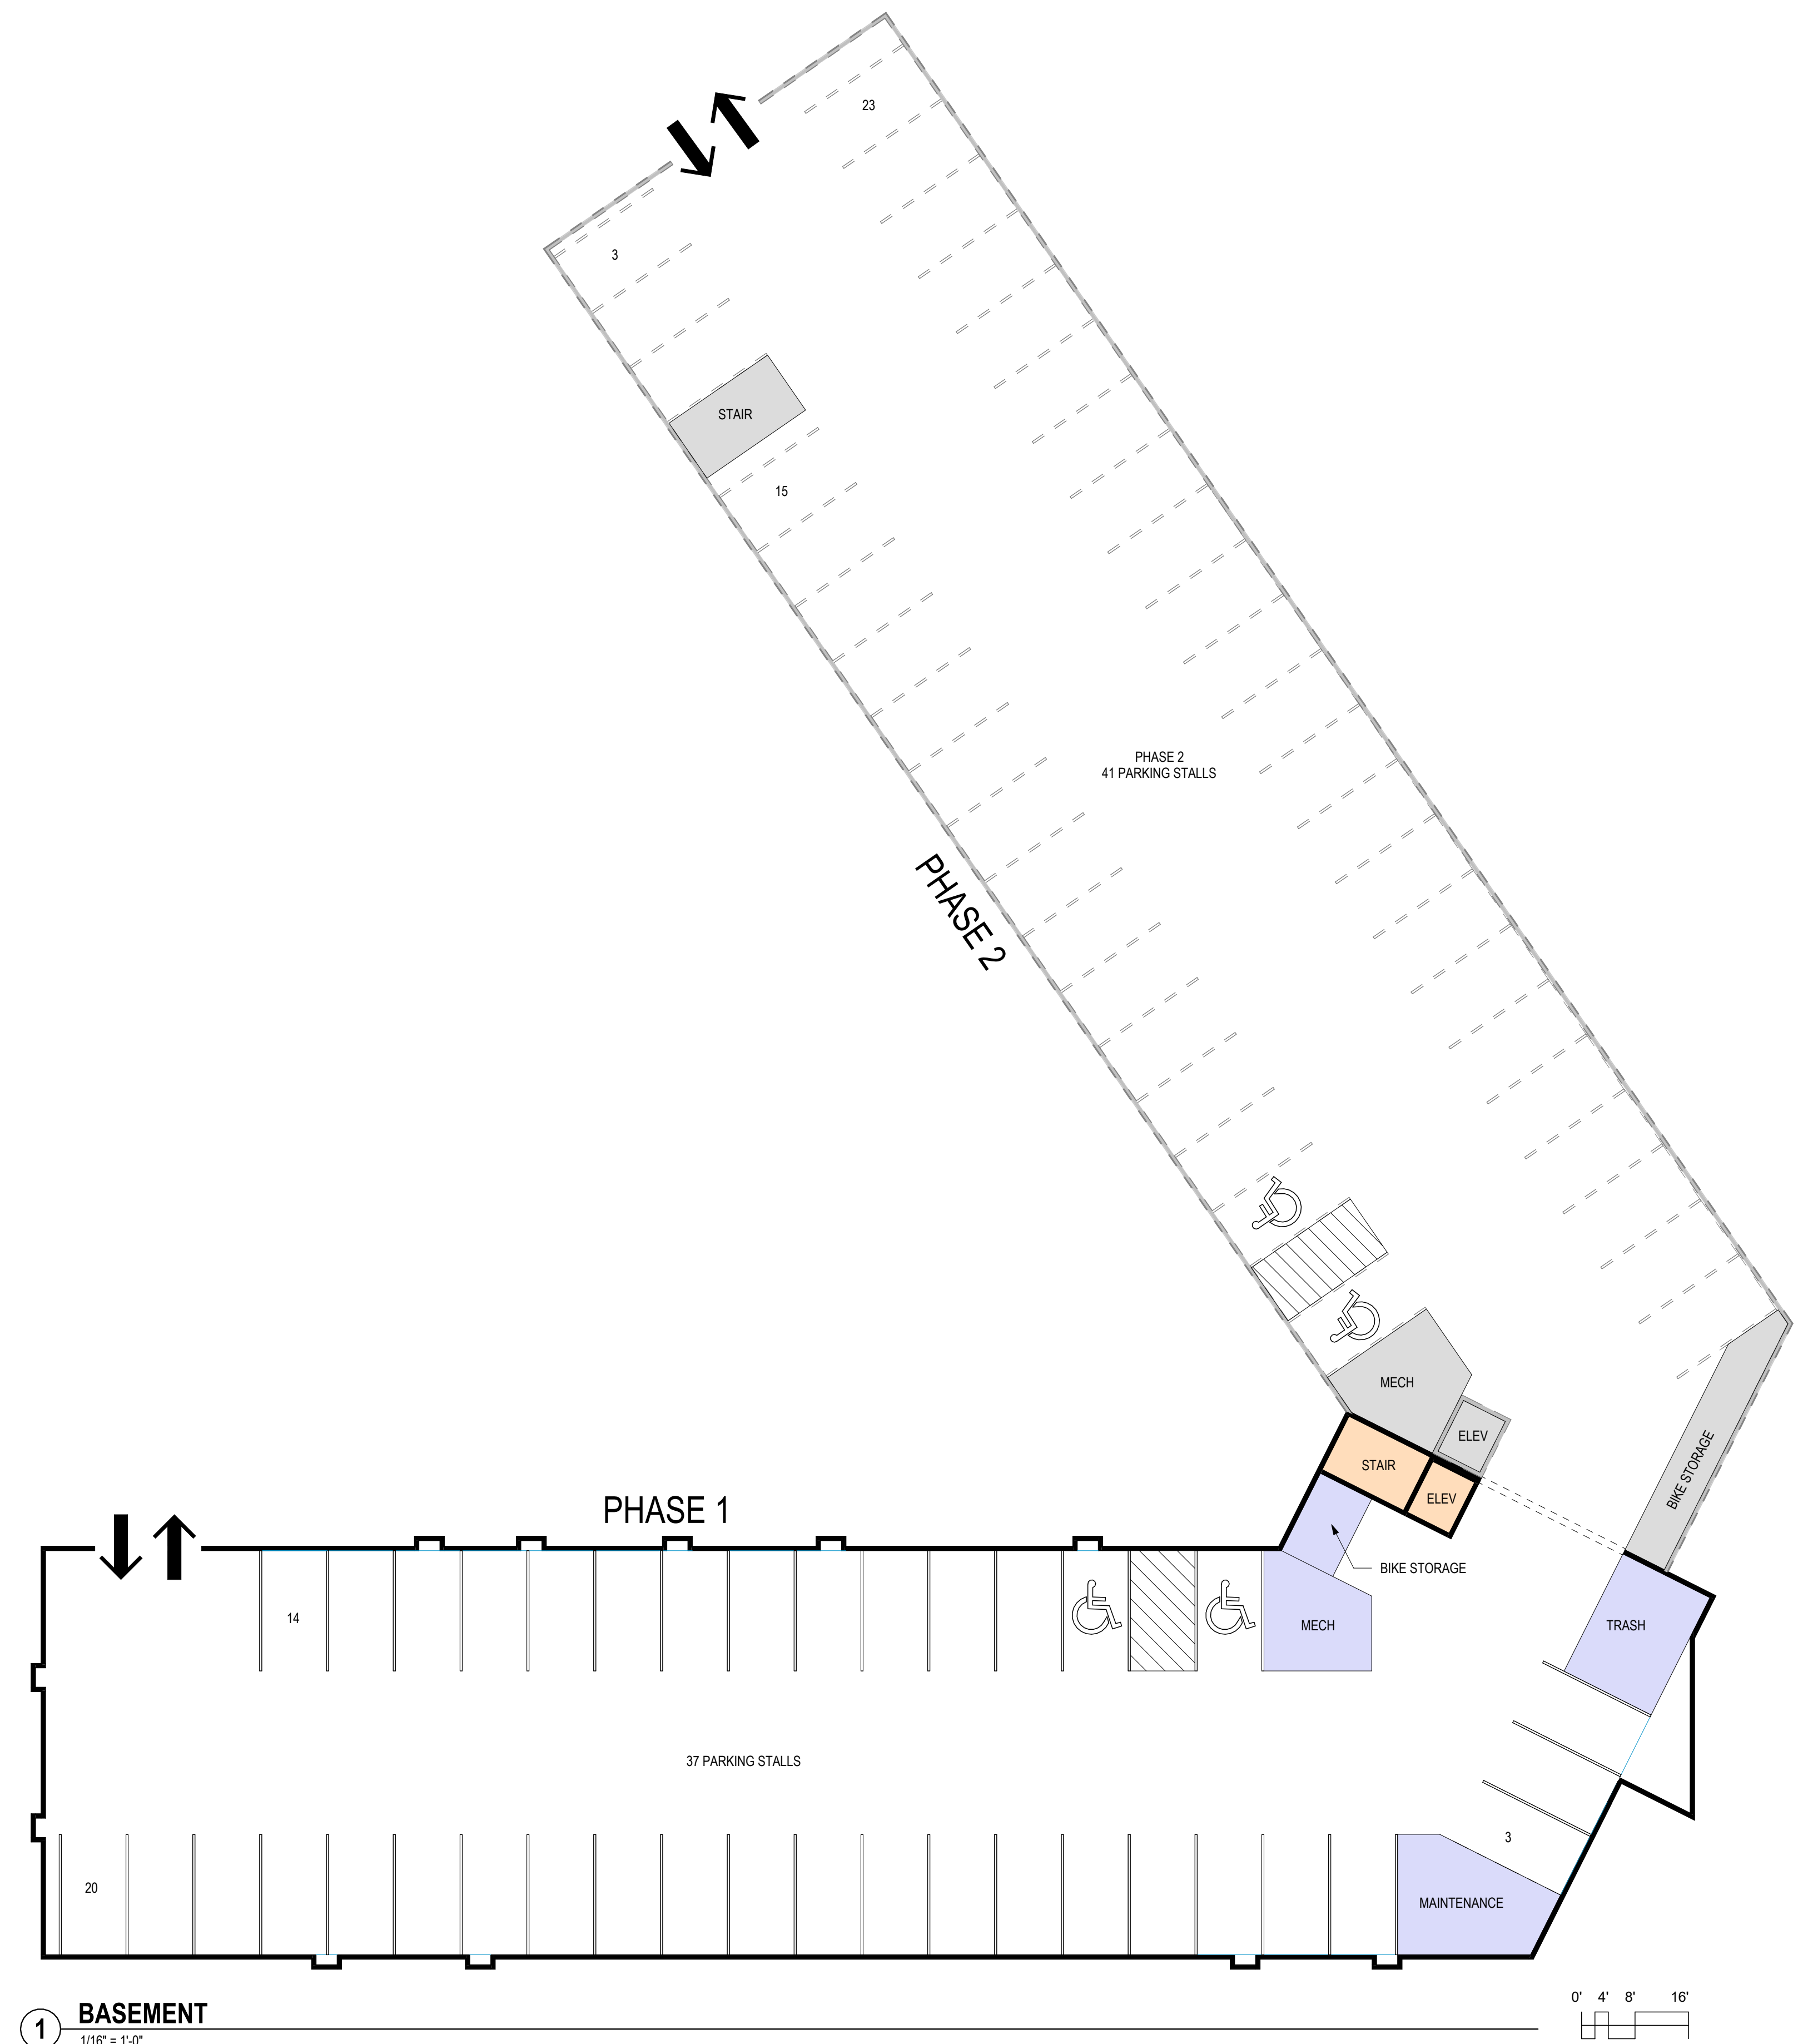 23
3
STAIR
15
PHASE 2
41 PARKING STALLS
PHASE 2
MECH
ELEV
STAIR
ELEV
BIKE STORAGE
PHASE 1
BIKE STORAGE
14
MECH
TRASH
37 PARKING STALLS
3
20
MAINTENANCE
0' 4' 8' 16'
1 BASEMENT
1/16" = 1'-0"